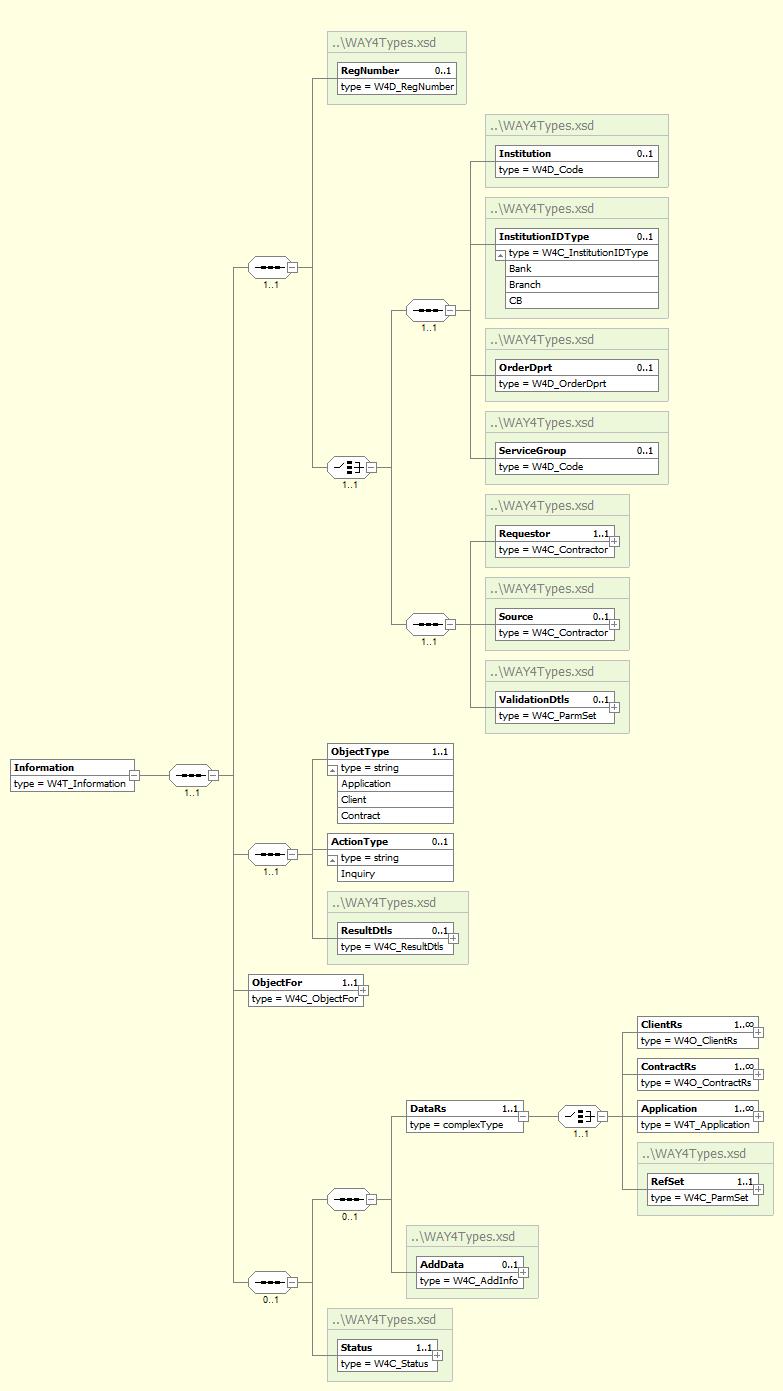 ..\WAY4Types.xsd
RegNumber 0..1
type = W4D_RegNumber
..\WAY4Types.xsd
Institution 0..1
type = W4D_Code
..\WAY4Types.xsd
InstitutionIDType 0..1
type = W4C_InstitutionIDType
Bank
Branch
CB
1..1
1..1
..\WAY4Types.xsd
OrderDprt 0..1
type = W4D_OrderDprt
..\WAY4Types.xsd
ServiceGroup 0..1
type = W4D_Code
1..1
..\WAY4Types.xsd
Requestor 1..1
type = W4C_Contractor
..\WAY4Types.xsd
Source 0..1
type = W4C_Contractor
1..1
..\WAY4Types.xsd
ValidationDtls 0..1
type = W4C_ParmSet
Information
type = W4T_Information
1..1
ObjectType 1..1
type = string
Application
Client
Contract
ActionType 0..1
type = string
Inquiry
1..1
..\WAY4Types.xsd
ResultDtls 0..1
type = W4C_ResultDtls
ObjectFor 1..1
type = W4C_ObjectFor
ClientRs 1..∞
type = W4O_ClientRs
ContractRs 1..∞
type = W4O_ContractRs
DataRs 1..1
type = complexType
1..1
Application 1..∞
type = W4T_Application
..\WAY4Types.xsd
RefSet 1..1
type = W4C_ParmSet
0..1
..\WAY4Types.xsd
AddData 0..1
type = W4C_AddInfo
0..1
..\WAY4Types.xsd
Status 1..1
type = W4C_Status